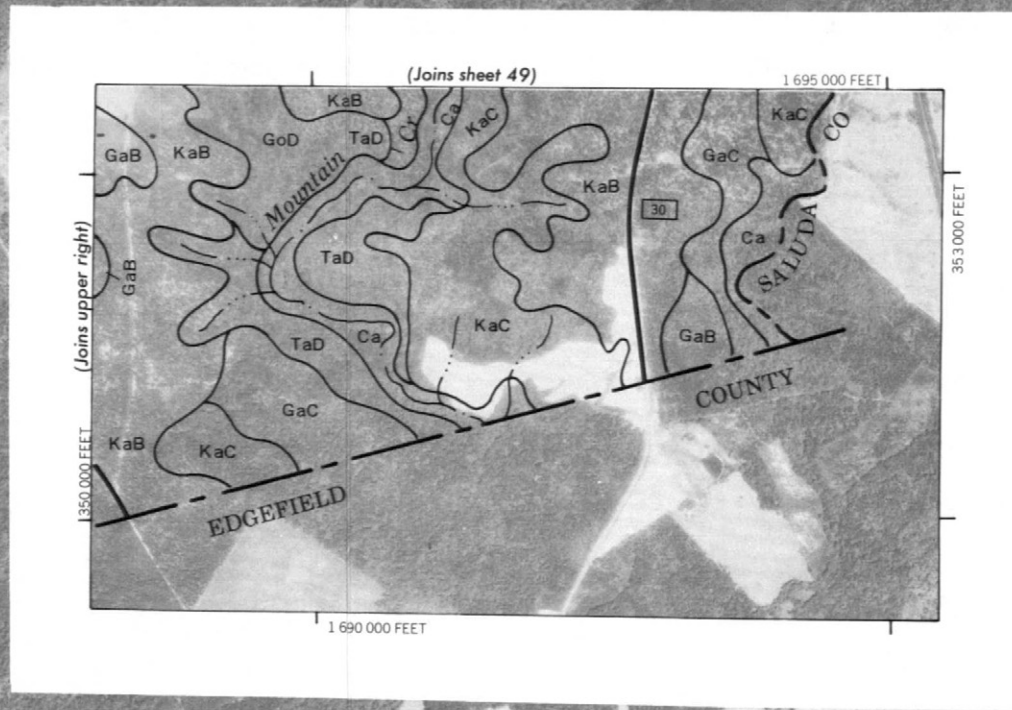 (Joins sheet 49)
1 695 000 FEET
KaB
Cr
Ca
KaC
KaC
CO
GoD
TaD
GaB
KaB
GaC
Mountain
KaB
30
353 000 FEET
Ca
SALUDA
(Joins upper right)
GaB
TaD
KaC
TaD
Ca
GaB
COUNTY
GaC
KaB
KaC
350 000 FEET
EDGEFIELD
1 690 000 FEET